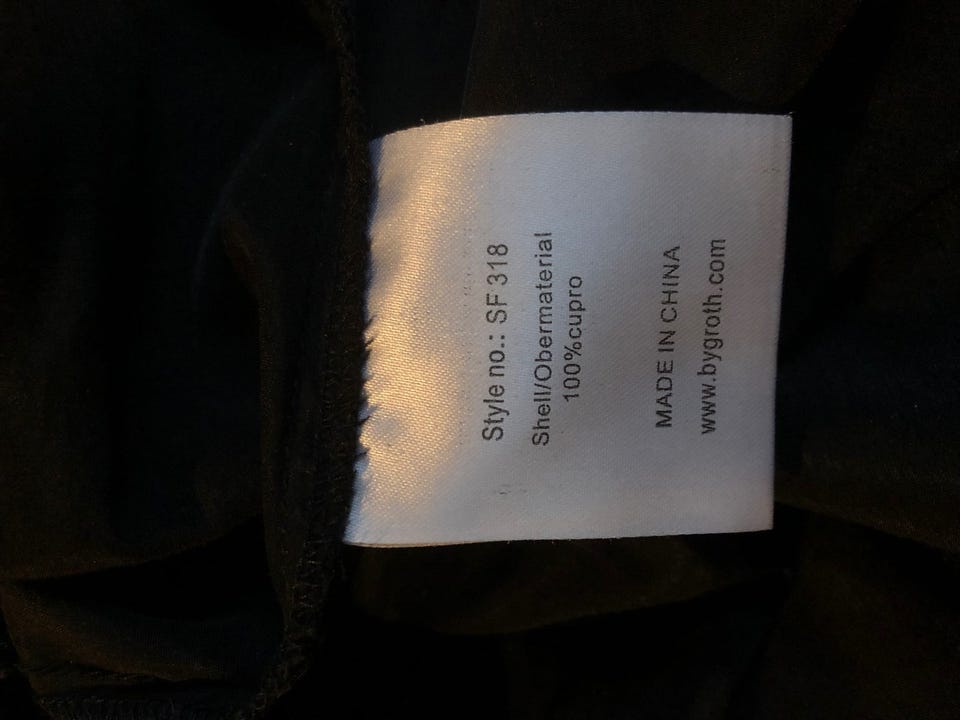 Style no.: SF 318
Shell/Obermaterial
100%cupro
MADE IN CHINA
www.bygroth.com